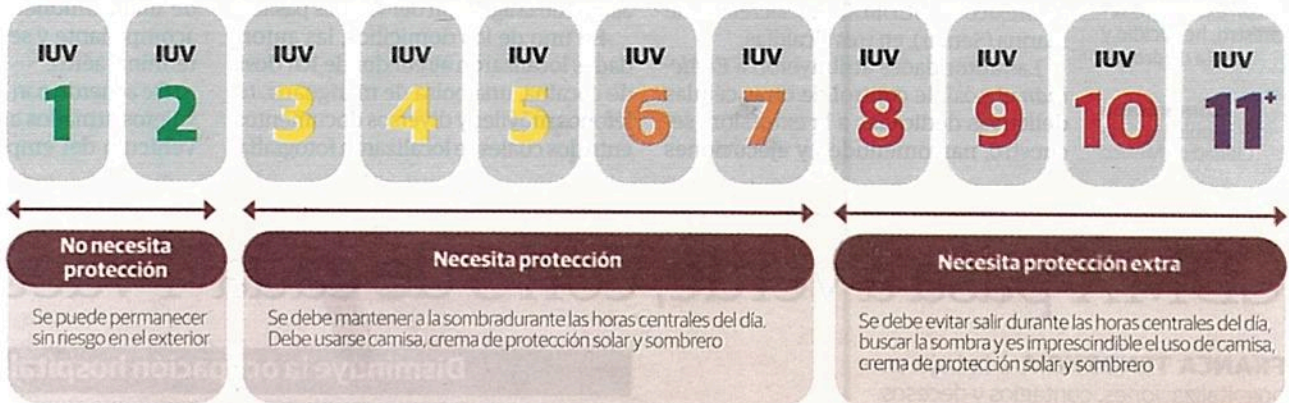 IUV IUV IUV IUV IUV IUV IUV IUV IUV IUV IUV
1 2 3 4 5 6 7 8 9 10 11+
No necesita
protección
Se puede permanecer
sin riesgo en el exterior
Necesita protección
Se debe mantener a la sombradurante las horas centrales del día.
Debe usarse camisa, crema de protección solar y sombrero
Necesita protección extra
Se debe evitar salir durante las horas centrales del día,
buscar la sombra y es imprescindible el uso de camisa,
crema de protección solar y sombrero